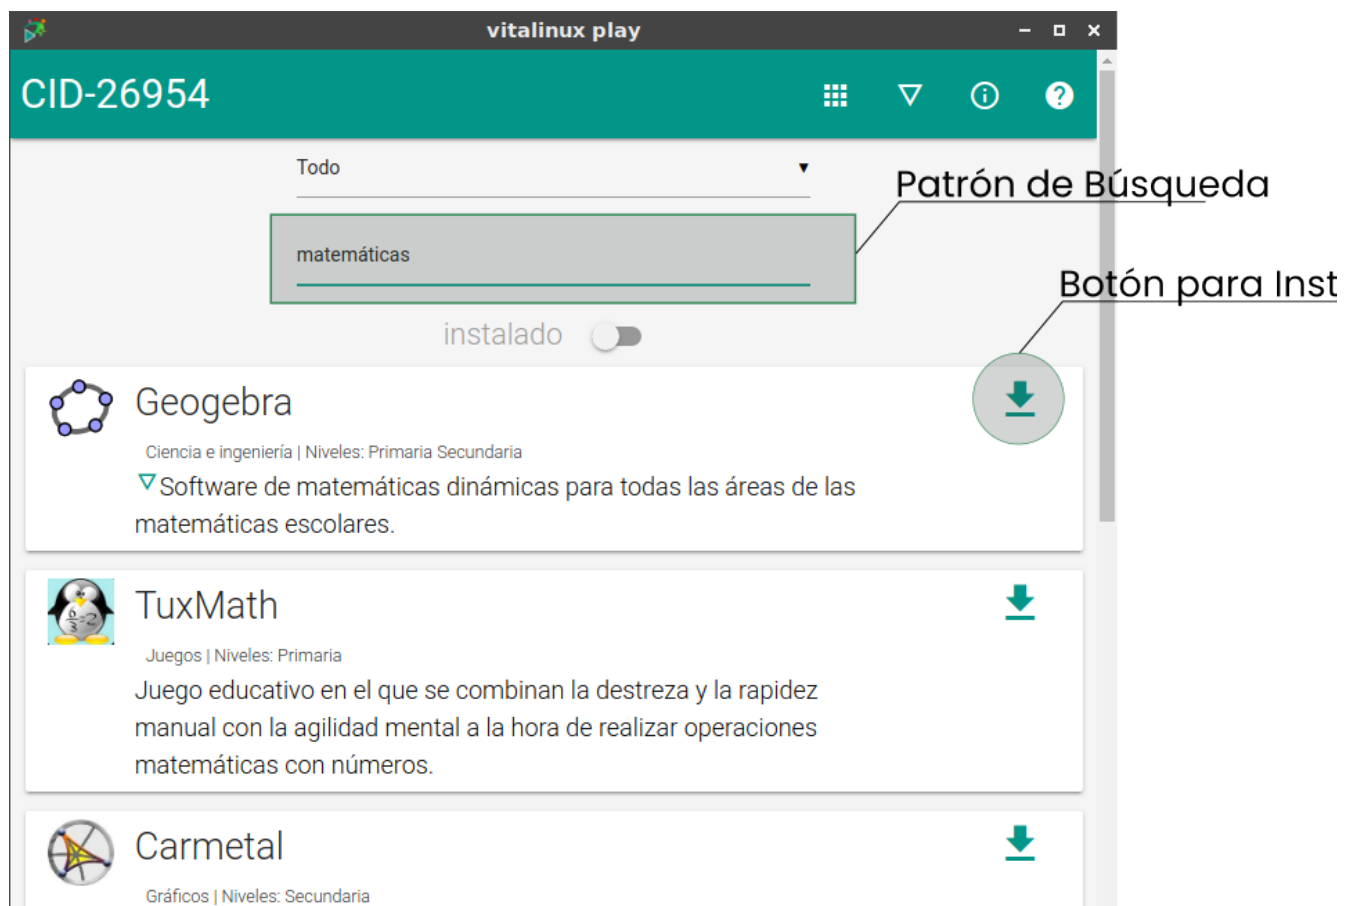 vitalinux play
CID-26954
Todo
Patrón de Búsqueda
matemáticas
Botón para Inst
instalado
Geogebra
Ciencia e ingeniería | Niveles: Primaria Secundaria
Software de matemáticas dinámicas para todas las áreas de las
matemáticas escolares.
TuxMath
Juegos | Niveles: Primaria
Juego educativo en el que se combinan la destreza y la rapidez
manual con la agilidad mental a la hora de realizar operaciones
matemáticas con números.
Carmetal
Gráficos | Niveles: Secundaria